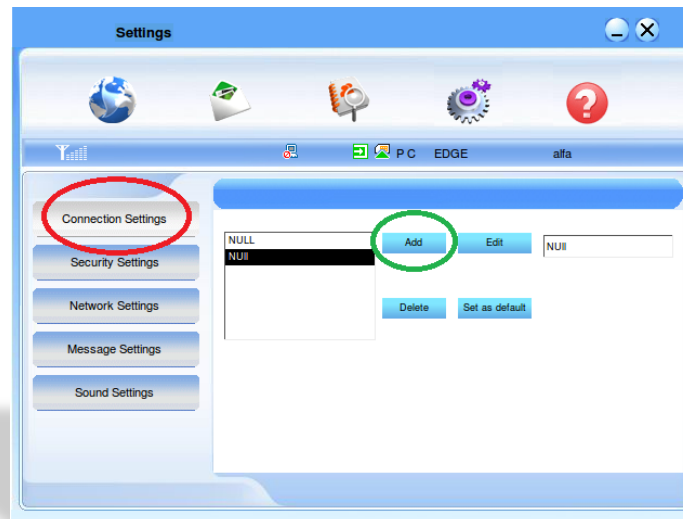 Settings
?
P C EDGE alfa
Connection Settings
Security Settings
Network Settings
Message Settings
Sound Settings
NULL
NUll
Add Edit
NUll
Delete Set as default